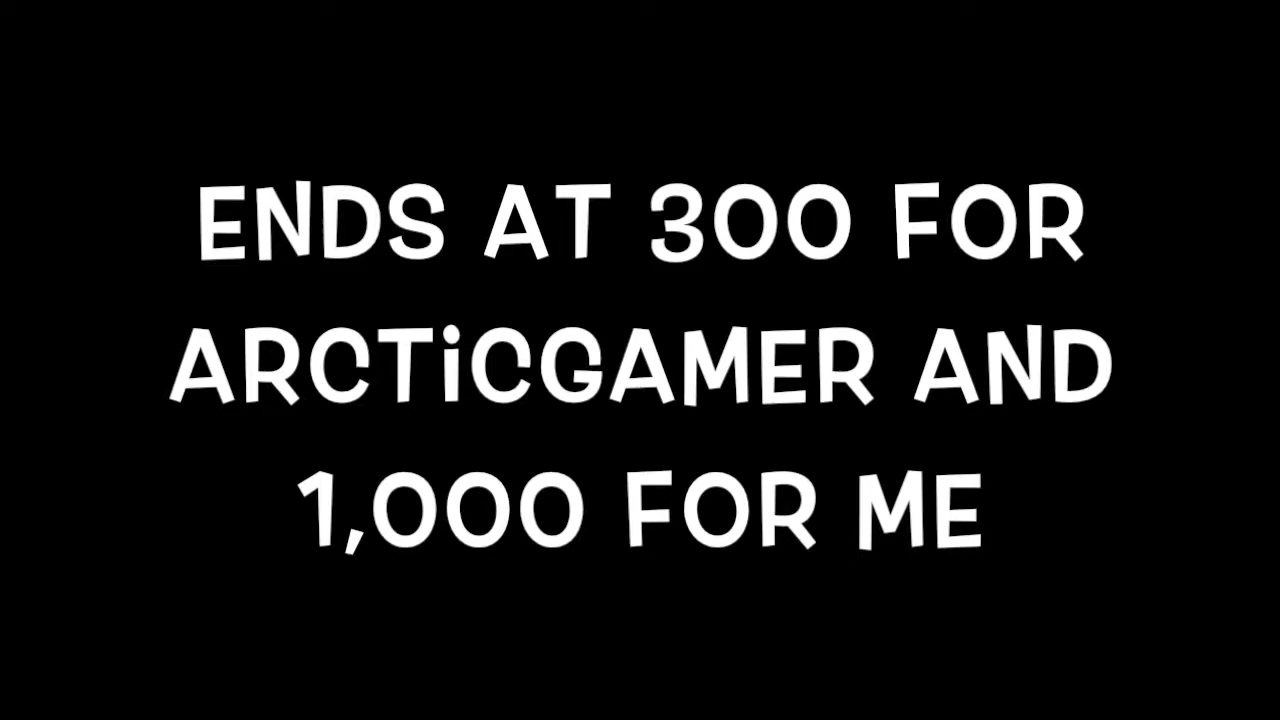 ENDS AT 300 FOR
ARCTiCGAMER AND
1,000 FOR ME